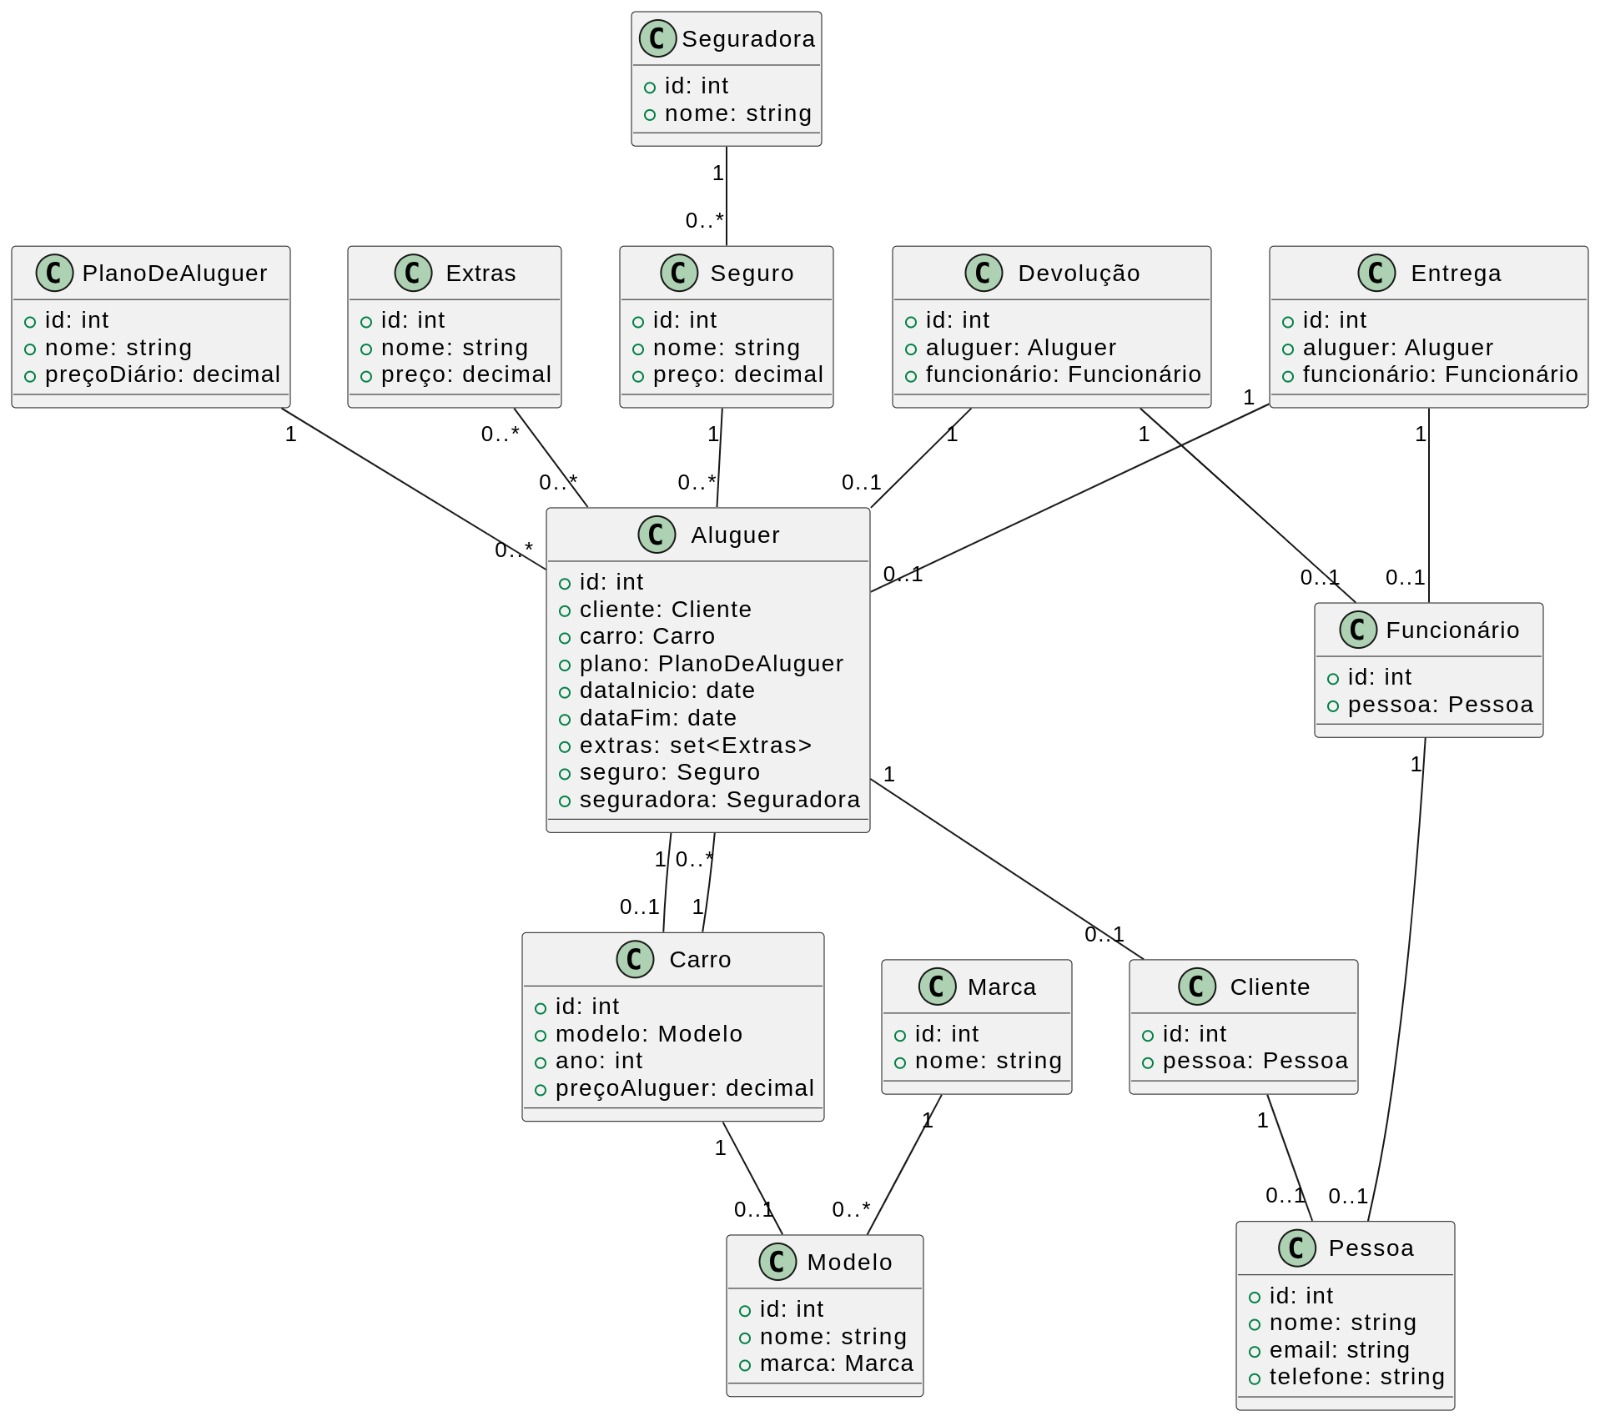 C Seguradora
id: int
nome: string
1
0..*
C PlanoDeAluguer
id: int
nome: string
preçoDiário: decimal
C Extras
id: int
nome: string
preço: decimal
C Seguro
id: int
nome: string
preço: decimal
C Devolução
id: int
aluguer: Aluguer
funcionário: Funcionário
C Entrega
id: int
aluguer: Aluguer
funcionário: Funcionário
1
0..*
1
1
1
1
1
0..*
0..*
0..1
0..*
0..1
0..1
0..1
C Aluguer
id: int
cliente: Cliente
carro: Carro
plano: PlanoDeAluguer
dataInicio: date
dataFim: date
extras: set<Extras>
seguro: Seguro
seguradora: Seguradora
C Funcionário
id: int
pessoa: Pessoa
1
1
1
0..*
0..1
1
0..1
C Carro
id: int
modelo: Modelo
ano: int
preçoAluguer: decimal
C Marca
id: int
nome: string
C Cliente
id: int
pessoa: Pessoa
1
1
1
0..1
0..*
0..1
0..1
C Modelo
id: int
nome: string
marca: Marca
C Pessoa
id: int
nome: string
email: string
telefone: string